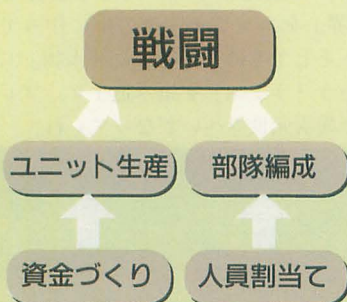 戦闘
ユニット生産 部隊編成
資金づくり 人員割当て